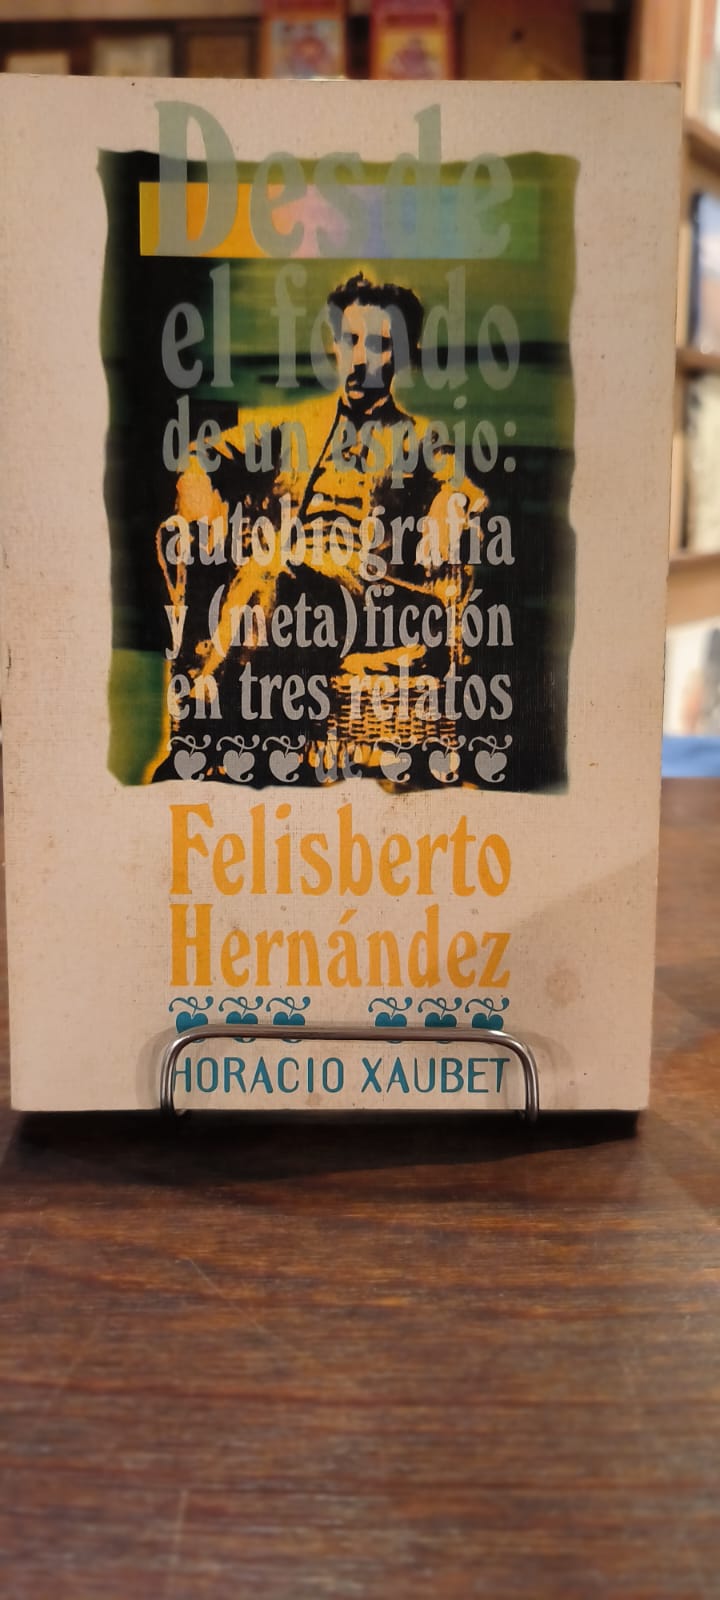 Desde
el fondo
de un espejo:
autobiografía
y (meta)ficción
en tres relatos
de
Felisberto
Hernández
HORACIO XAUBET